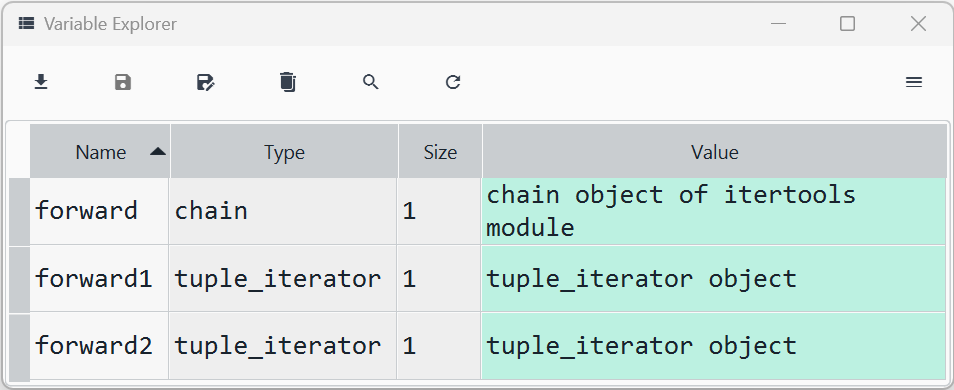 Variable Explorer
Name Type Size Value
forward chain 1 chain object of itertools
module
forward1 tuple_iterator 1 tuple_iterator object
forward2 tuple_iterator 1 tuple_iterator object